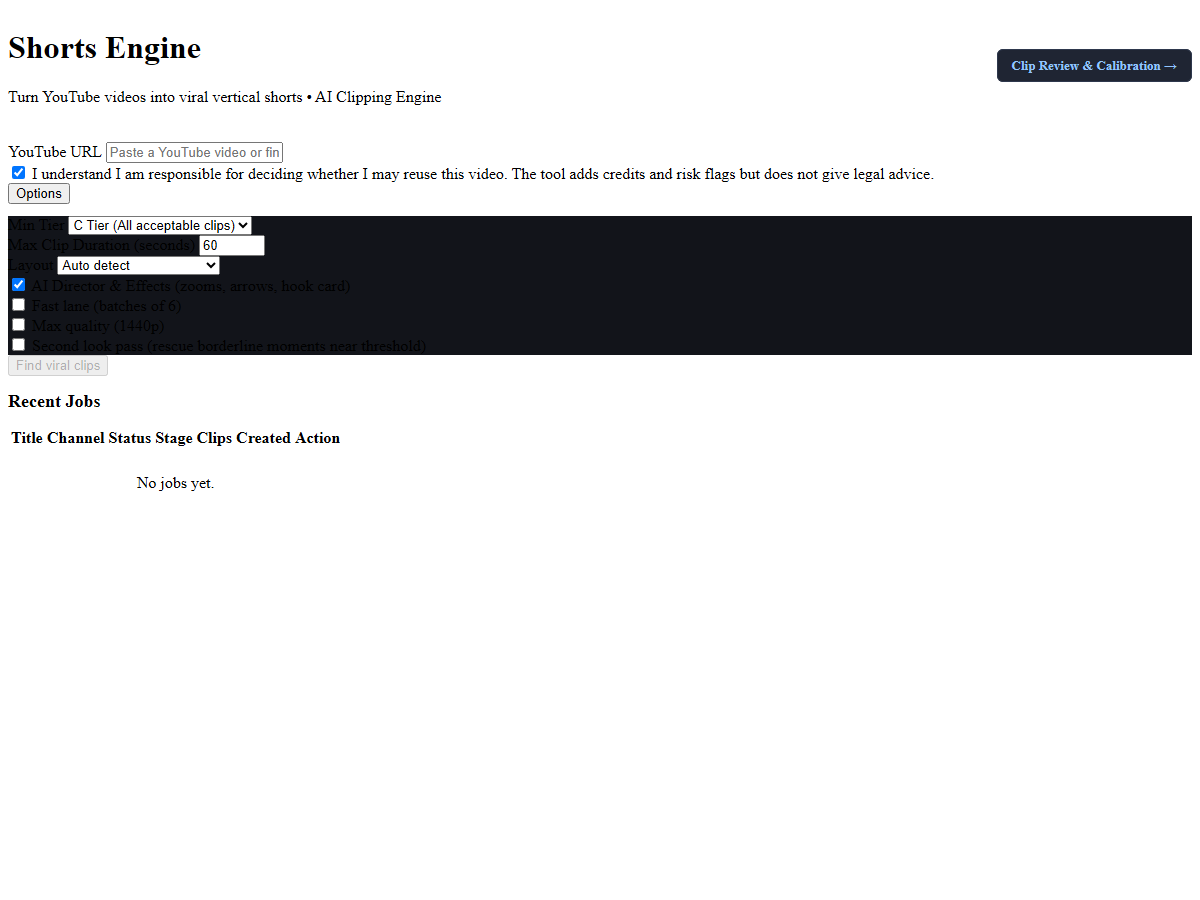 Shorts Engine
Clip Review & Calibration →
Turn YouTube videos into viral vertical shorts • AI Clipping Engine
YouTube URL Paste a YouTube video or fin
I understand I am responsible for deciding whether I may reuse this video. The tool adds credits and risk flags but does not give legal advice.
Options
Min Tier C Tier (All acceptable clips)
Max Clip Duration (seconds) 60
Layout Auto detect
AI Director & Effects (zooms, arrows, hook card)
Fast lane (batches of 6)
Max quality (1440p)
Second look pass (rescue borderline moments near threshold)
Find viral clips
Recent Jobs
Title Channel Status Stage Clips Created Action
No jobs yet.